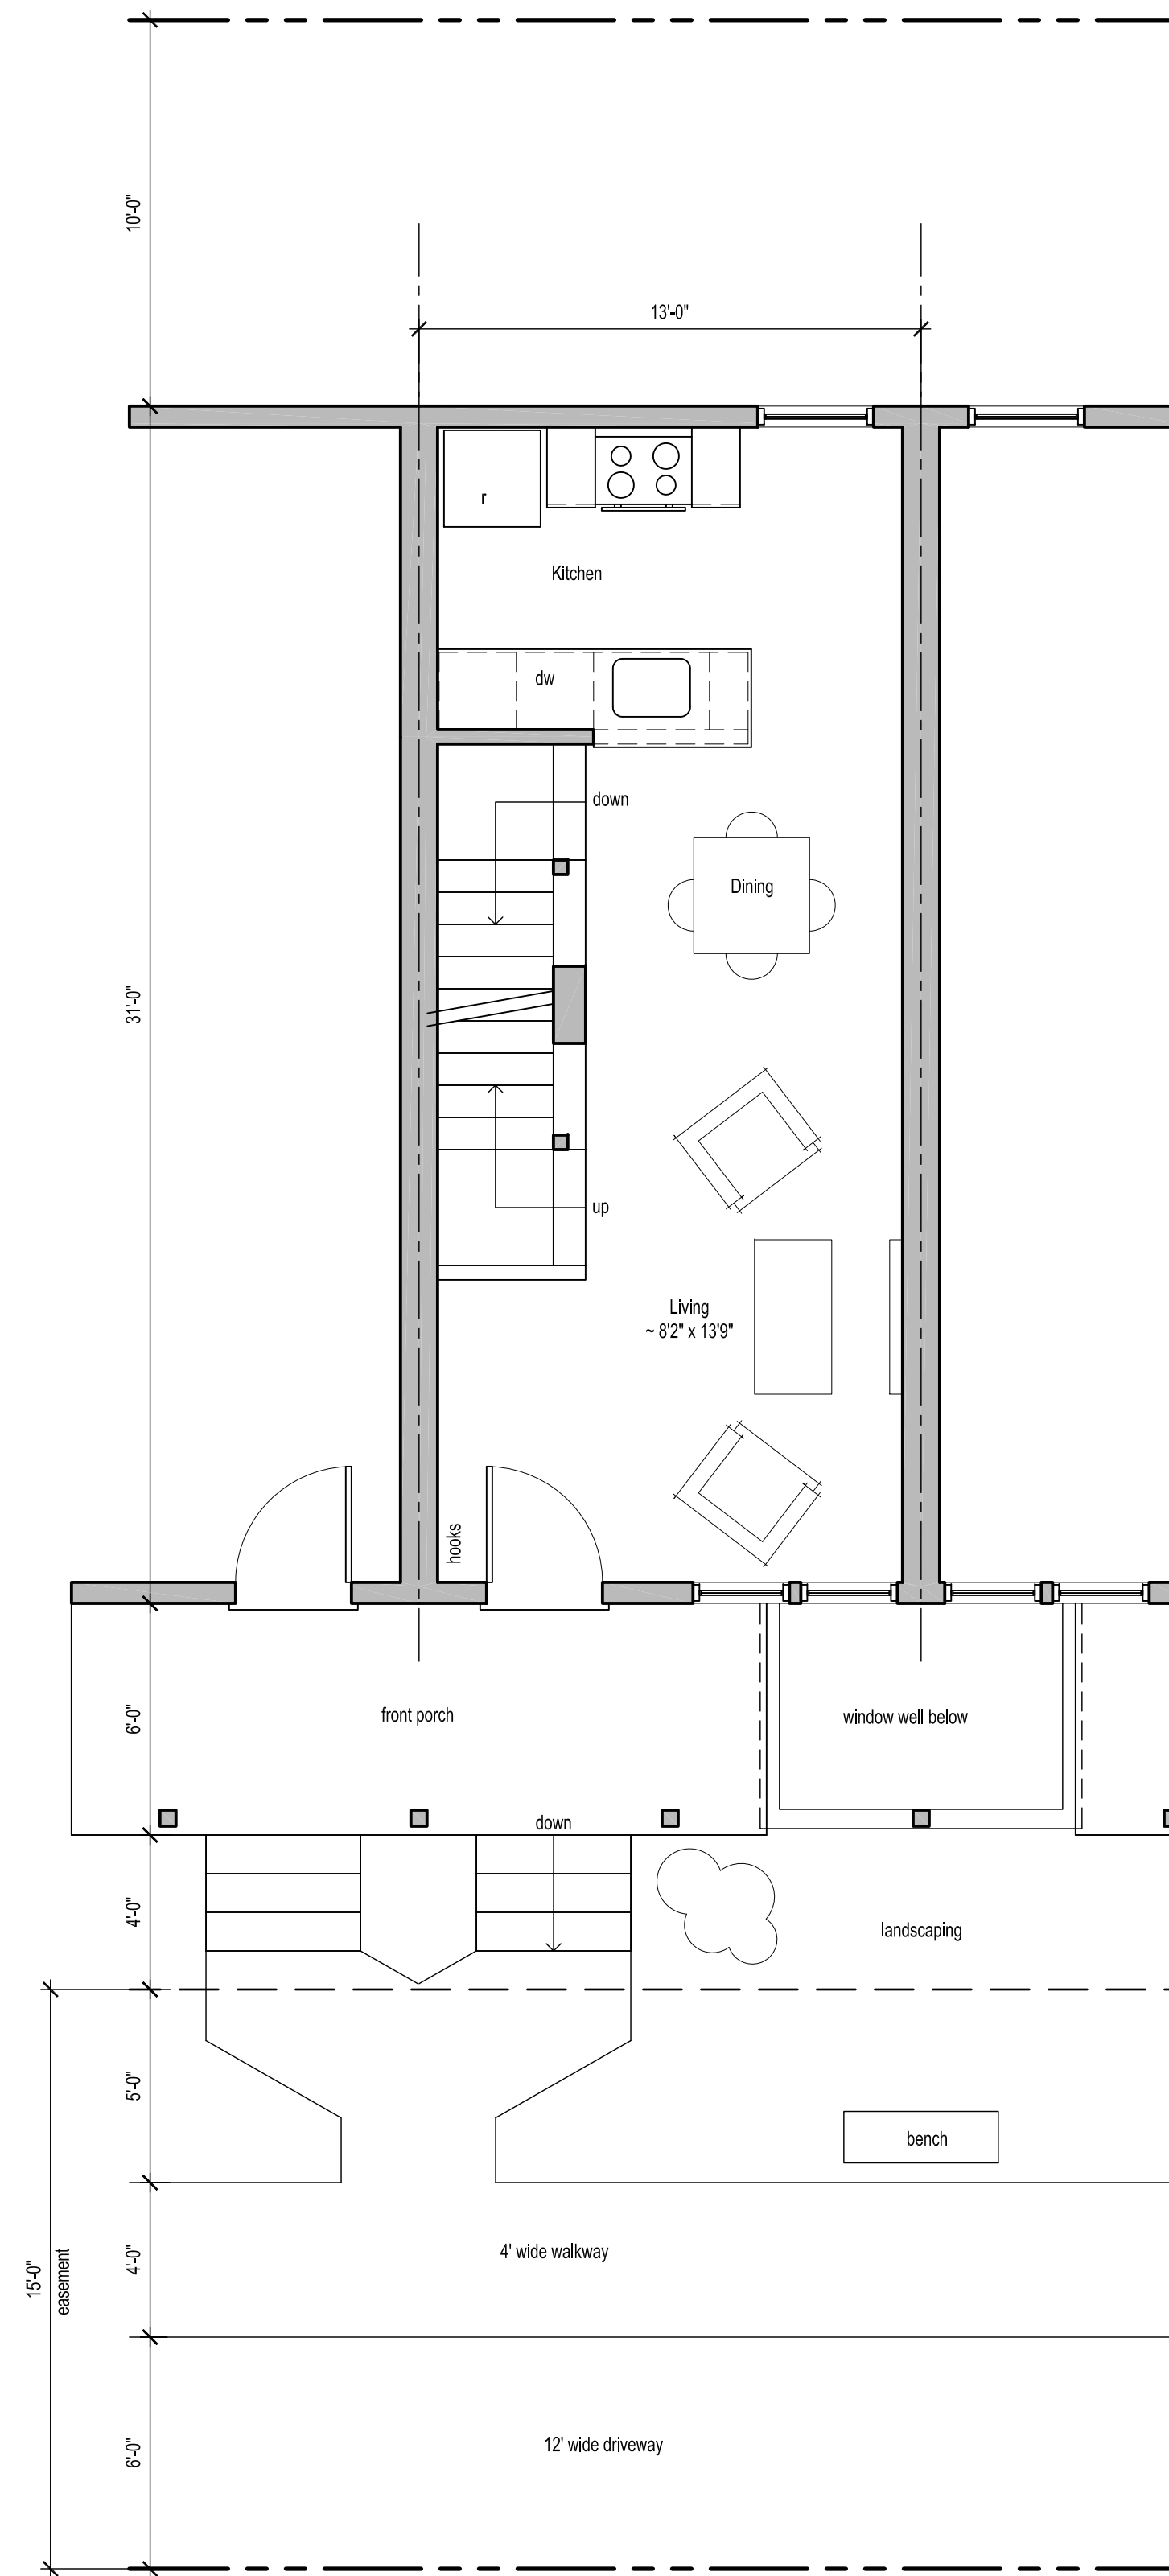 10'-0"
13'-0"
r
Kitchen
dw
down
Dining
31'-0"
up
Living
~ 8'2" x 13'9"
hooks
6'-0"
front porch
window well below
down
4'-0"
landscaping
5'-0"
bench
15'-0"
easement
4'-0"
4' wide walkway
6'-0"
12' wide driveway